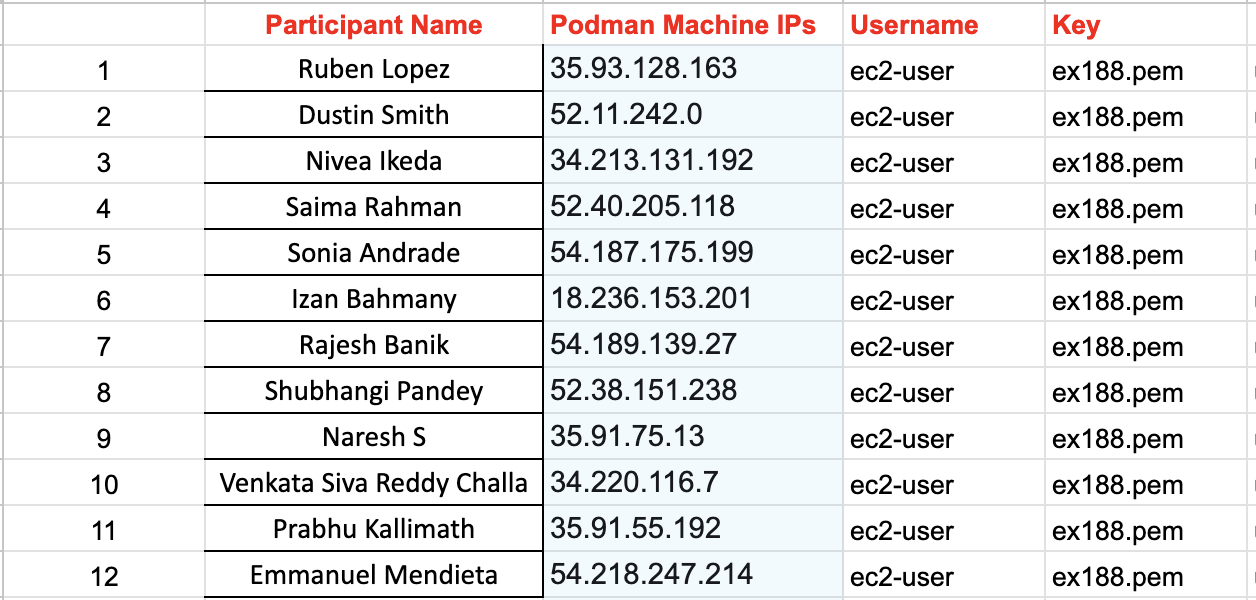 Participant Name Podman Machine IPs Username Key
1 Ruben Lopez 35.93.128.163 ec2-user ex188.pem
2 Dustin Smith 52.11.242.0 ec2-user ex188.pem
3 Nivea Ikeda 34.213.131.192 ec2-user ex188.pem
4 Saima Rahman 52.40.205.118 ec2-user ex188.pem
5 Sonia Andrade 54.187.175.199 ec2-user ex188.pem
6 Izan Bahmany 18.236.153.201 ec2-user ex188.pem
7 Rajesh Banik 54.189.139.27 ec2-user ex188.pem
8 Shubhangi Pandey 52.38.151.238 ec2-user ex188.pem
9 Naresh S 35.91.75.13 ec2-user ex188.pem
10 Venkata Siva Reddy Challa 34.220.116.7 ec2-user ex188.pem
11 Prabhu Kallimath 35.91.55.192 ec2-user ex188.pem
12 Emmanuel Mendieta 54.218.247.214 ec2-user ex188.pem